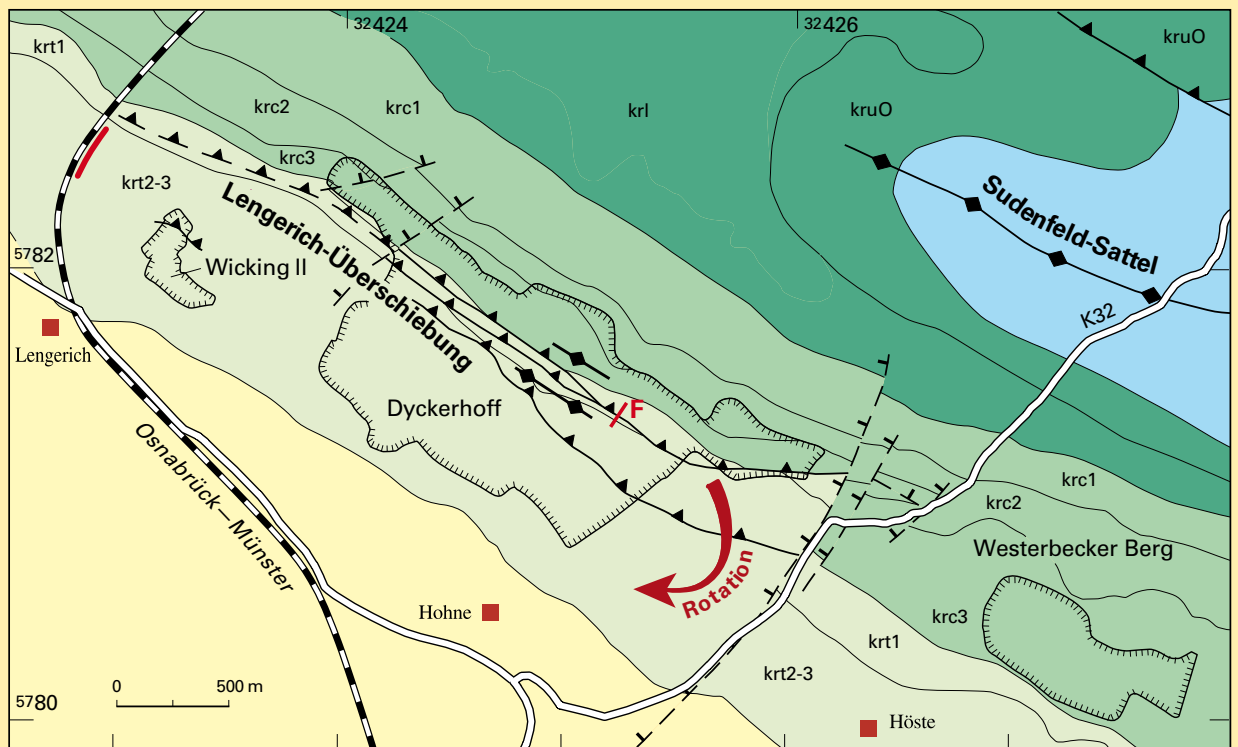 32424
32426
krt1
kruO
krc2
krc1
krl
kruO
krc3
krt2-3
Sudenfeld-Sattel
Lengerich-Überschiebung
5782
Wicking II
K32
Lengerich
Dyckerhoff
F
Osnabrück – Münster
krc1
krc2
Westerbecker Berg
Rotation
Hohne
krc3
krt1
krt2-3
0 500 m
5780
Höste